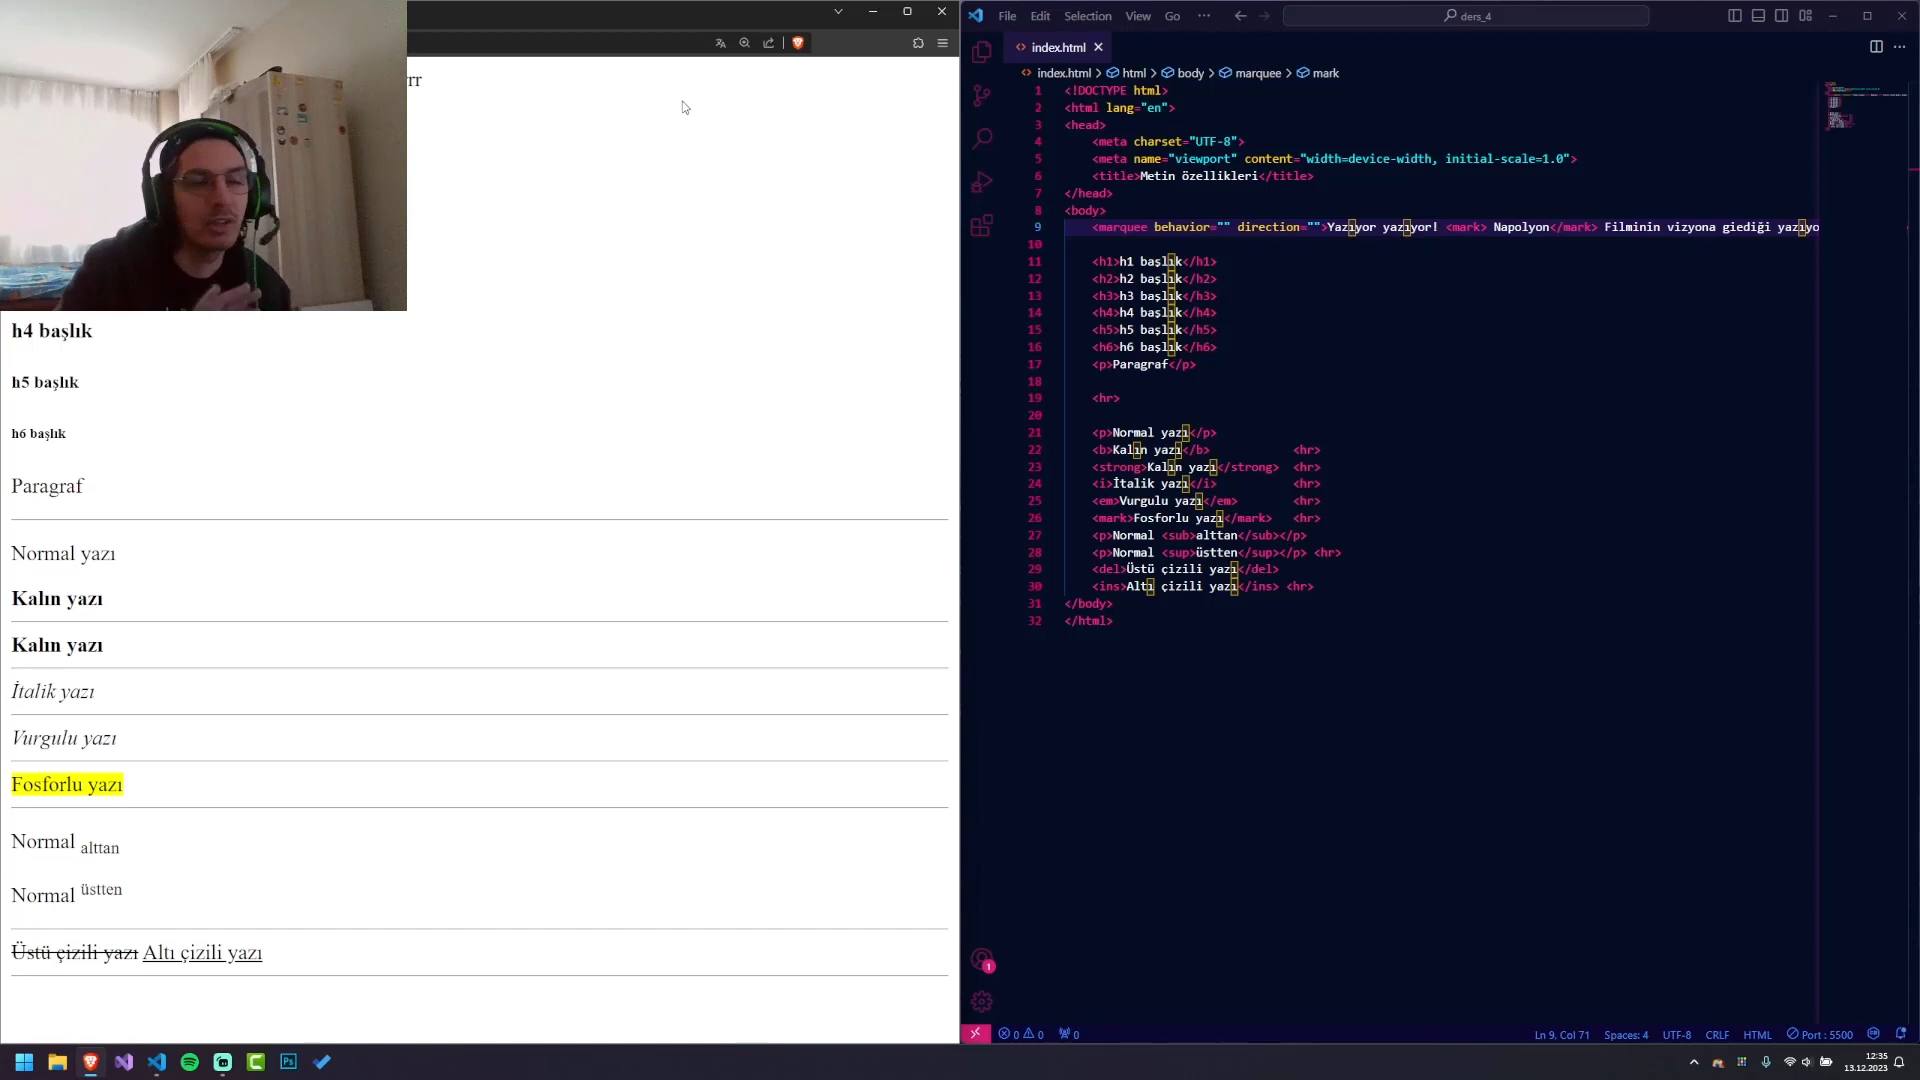 rr
h4 başlık
h5 başlık
h6 başlık
Paragraf
Normal yazı
Kalın yazı
Kalın yazı
İtalik yazı
Vurgulu yazı
Fosforlu yazı
Normal alttan
Normal üstten
Üstü çizili yazı Altı çizili yazı
File Edit Selection View Go ··· ders_4
index.html
index.html > html > body > marquee > mark
1 <!DOCTYPE html>
2 <html lang="en">
3 <head>
4 <meta charset="UTF-8">
5 <meta name="viewport" content="width=device-width, initial-scale=1.0">
6 <title>Metin özellikleri</title>
7 </head>
8 <body>
9 <marquee behavior="" direction="">Yazıyor yazıyor! <mark> Napolyon</mark> Filminin vizyona giediği yazıyo
10
11 <h1>h1 başlık</h1>
12 <h2>h2 başlık</h2>
13 <h3>h3 başlık</h3>
14 <h4>h4 başlık</h4>
15 <h5>h5 başlık</h5>
16 <h6>h6 başlık</h6>
17 <p>Paragraf</p>
18
19 <hr>
20
21 <p>Normal yazı</p>
22 <b>Kalın yazı</b> <hr>
23 <strong>Kalın yazı</strong> <hr>
24 <i>İtalik yazı</i> <hr>
25 <em>Vurgulu yazı</em> <hr>
26 <mark>Fosforlu yazı</mark> <hr>
27 <p>Normal <sub>alttan</sub></p>
28 <p>Normal <sup>üstten</sup></p> <hr>
29 <del>Üstü çizili yazı</del>
30 <ins>Altı çizili yazı</ins> <hr>
31 </body>
32 </html>
1
0 0 0 Ln 9, Col 71 Spaces: 4 UTF-8 CRLF HTML Port : 5500
Ps
12:35
13.12.2023